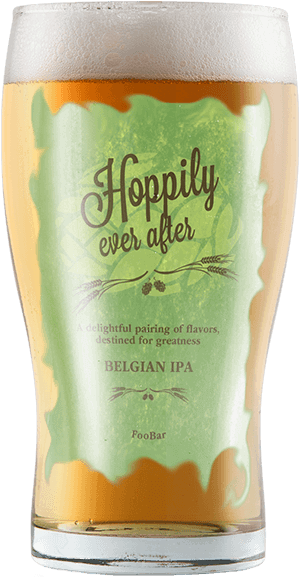 Hoppily
ever after
A delightful pairing of flavors,
destined for greatness
BELGIAN IPA
FooBar